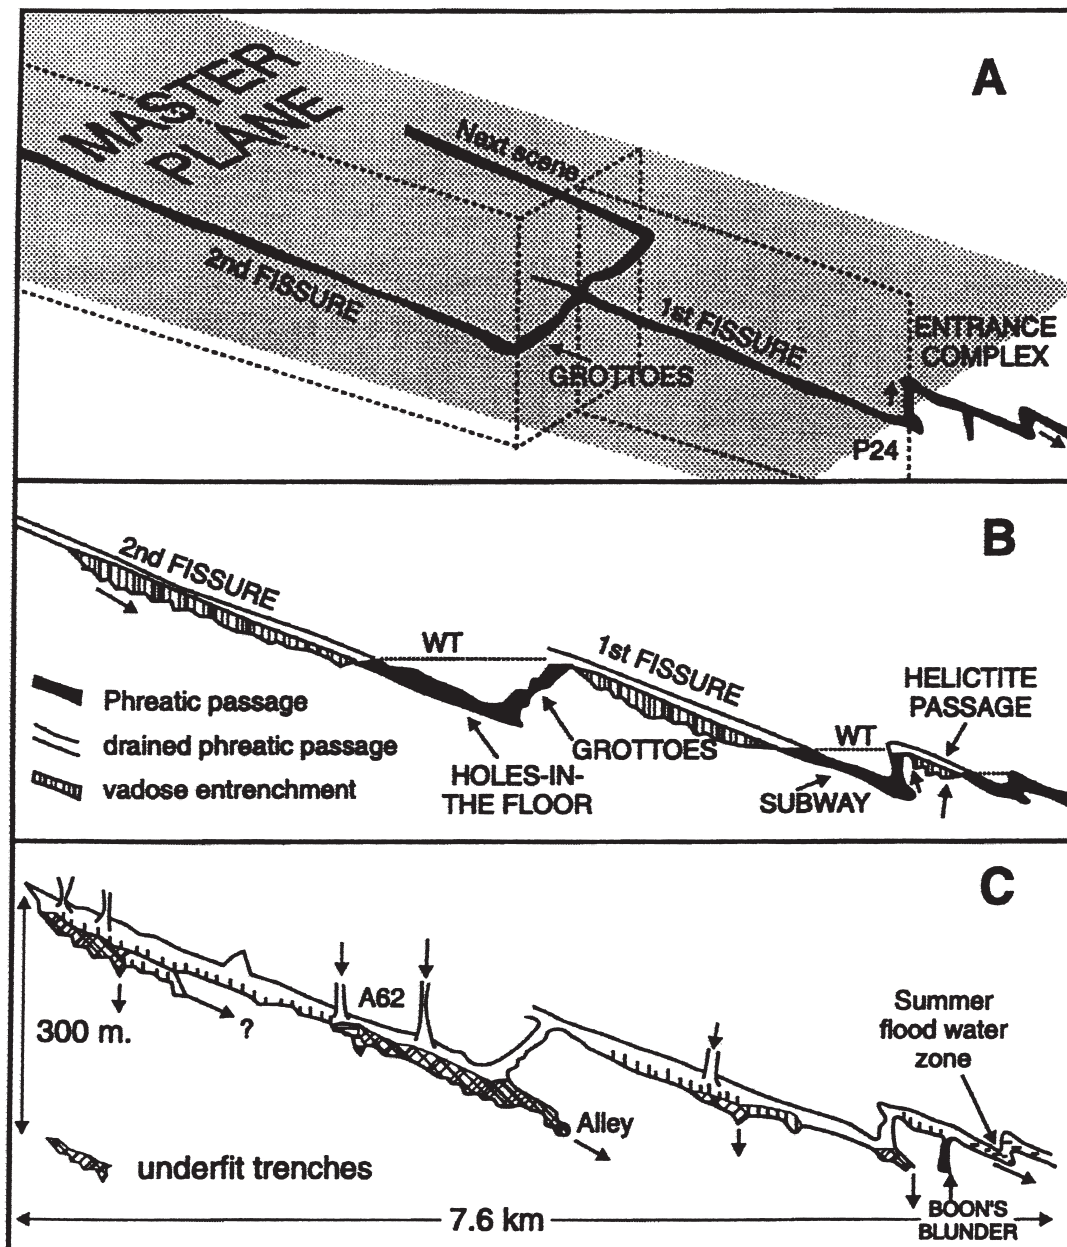 A
MASTER
PLANE
Next scene
2nd FISSURE
1st FISSURE
GROTTOES
ENTRANCE
COMPLEX
P24
B
2nd FISSURE
WT
1st FISSURE
HELICTITE
PASSAGE
WT
Phreatic passage
drained phreatic passage
vadose entrenchment
GROTTOES
HOLES-IN-
THE FLOOR
SUBWAY
C
A62
Summer
flood water
zone
300 m.
?
Alley
underfit trenches
BOON'S
BLUNDER
7.6 km